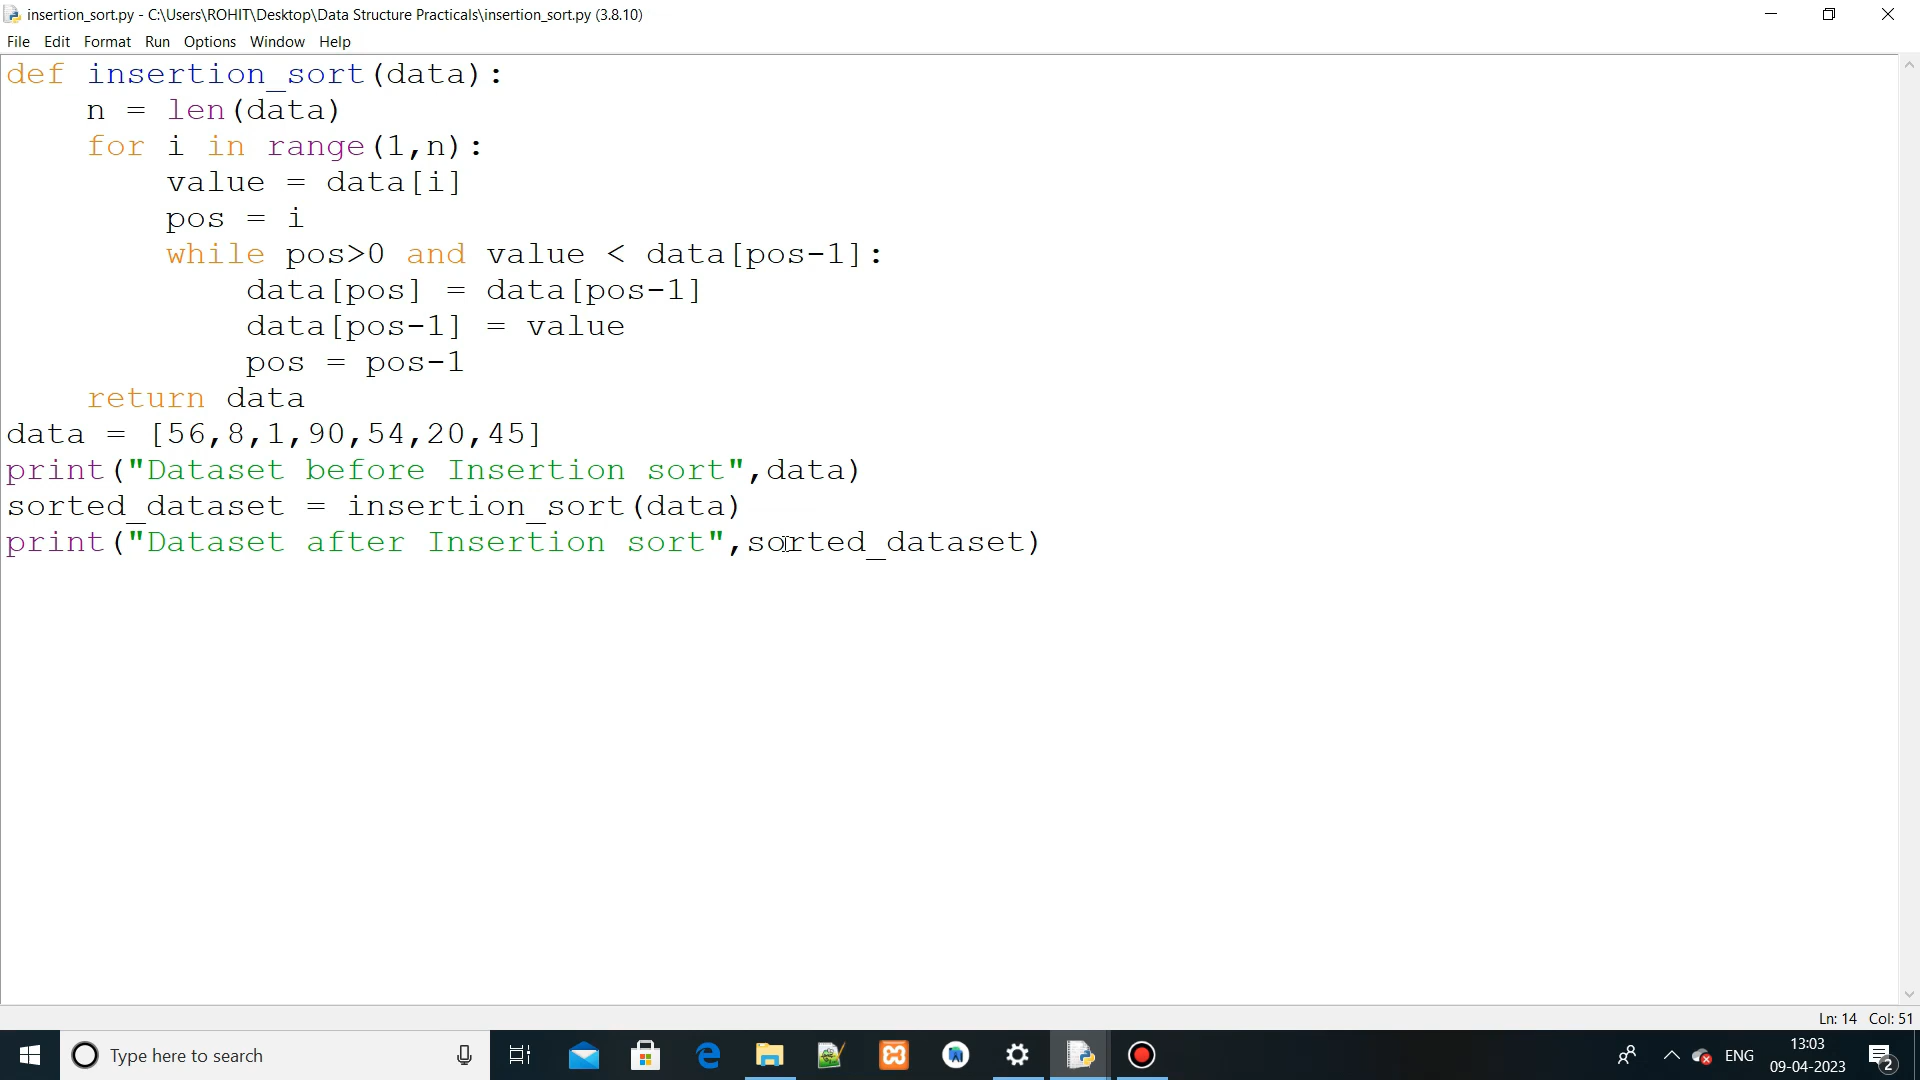 insertion_sort.py - C:\Users\ROHIT\Desktop\Data Structure Practicals\insertion_sort.py (3.8.10)
File Edit Format Run Options Window Help
def insertion_sort(data):
    n = len(data)
    for i in range(1,n):
        value = data[i]
        pos = i
        while pos>0 and value < data[pos-1]:
            data[pos] = data[pos-1]
            data[pos-1] = value
            pos = pos-1
    return data
data = [56,8,1,90,54,20,45]
print("Dataset before Insertion sort",data)
sorted_dataset = insertion_sort(data)
print("Dataset after Insertion sort",sorted_dataset)
Ln: 14 Col: 51
Type here to search
ENG
13:03
09-04-2023
2